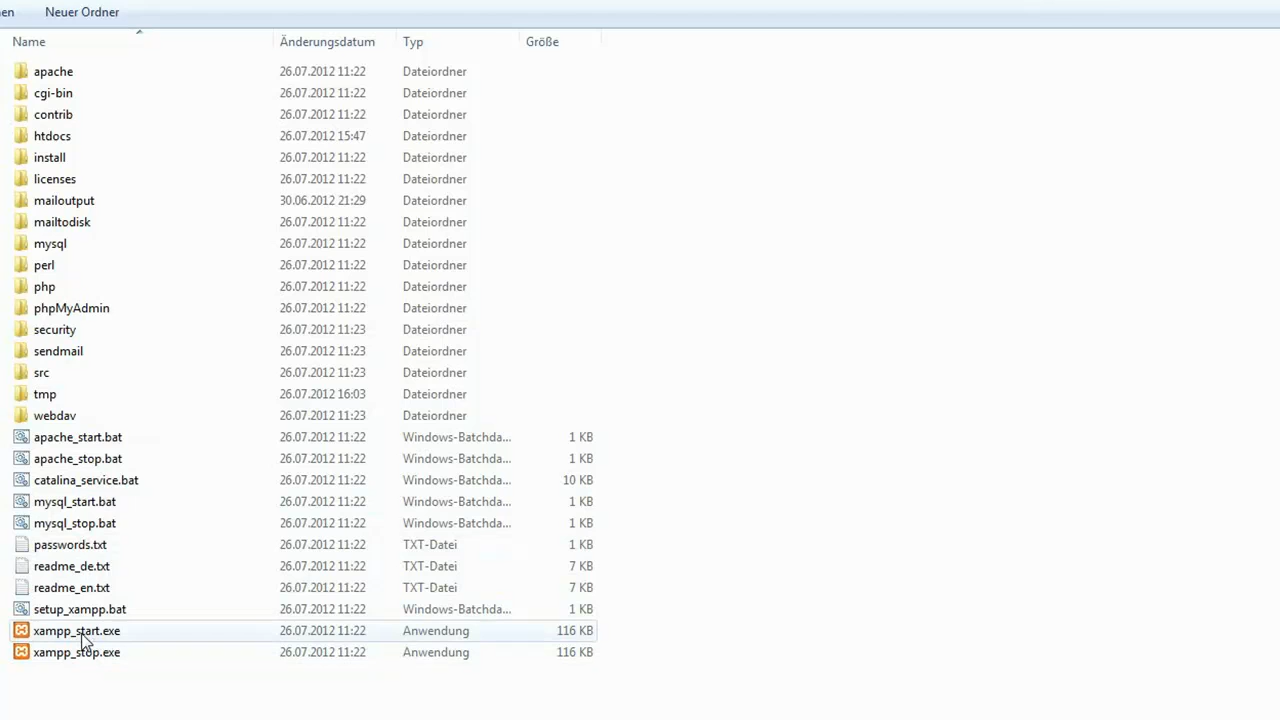 en Neuer Ordner
Name Änderungsdatum Typ Größe
apache 26.07.2012 11:22 Dateiordner
cgi-bin 26.07.2012 11:22 Dateiordner
contrib 26.07.2012 11:22 Dateiordner
htdocs 26.07.2012 15:47 Dateiordner
install 26.07.2012 11:22 Dateiordner
licenses 26.07.2012 11:22 Dateiordner
mailoutput 30.06.2012 21:29 Dateiordner
mailtodisk 26.07.2012 11:22 Dateiordner
mysql 26.07.2012 11:22 Dateiordner
perl 26.07.2012 11:22 Dateiordner
php 26.07.2012 11:22 Dateiordner
phpMyAdmin 26.07.2012 11:22 Dateiordner
security 26.07.2012 11:23 Dateiordner
sendmail 26.07.2012 11:23 Dateiordner
src 26.07.2012 11:23 Dateiordner
tmp 26.07.2012 16:03 Dateiordner
webdav 26.07.2012 11:23 Dateiordner
apache_start.bat 26.07.2012 11:22 Windows-Batchda... 1 KB
apache_stop.bat 26.07.2012 11:22 Windows-Batchda... 1 KB
catalina_service.bat 26.07.2012 11:22 Windows-Batchda... 10 KB
mysql_start.bat 26.07.2012 11:22 Windows-Batchda... 1 KB
mysql_stop.bat 26.07.2012 11:22 Windows-Batchda... 1 KB
passwords.txt 26.07.2012 11:22 TXT-Datei 1 KB
readme_de.txt 26.07.2012 11:22 TXT-Datei 7 KB
readme_en.txt 26.07.2012 11:22 TXT-Datei 7 KB
setup_xampp.bat 26.07.2012 11:22 Windows-Batchda... 1 KB
xampp_start.exe 26.07.2012 11:22 Anwendung 116 KB
xampp_stop.exe 26.07.2012 11:22 Anwendung 116 KB